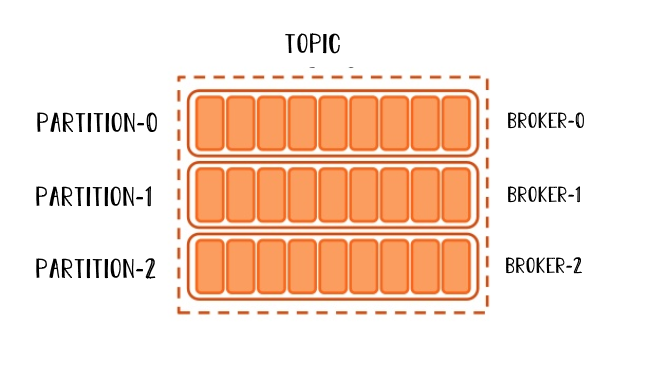 TOPIC
PARTITION-0
BROKER-0
PARTITION-1
BROKER-1
PARTITION-2
BROKER-2